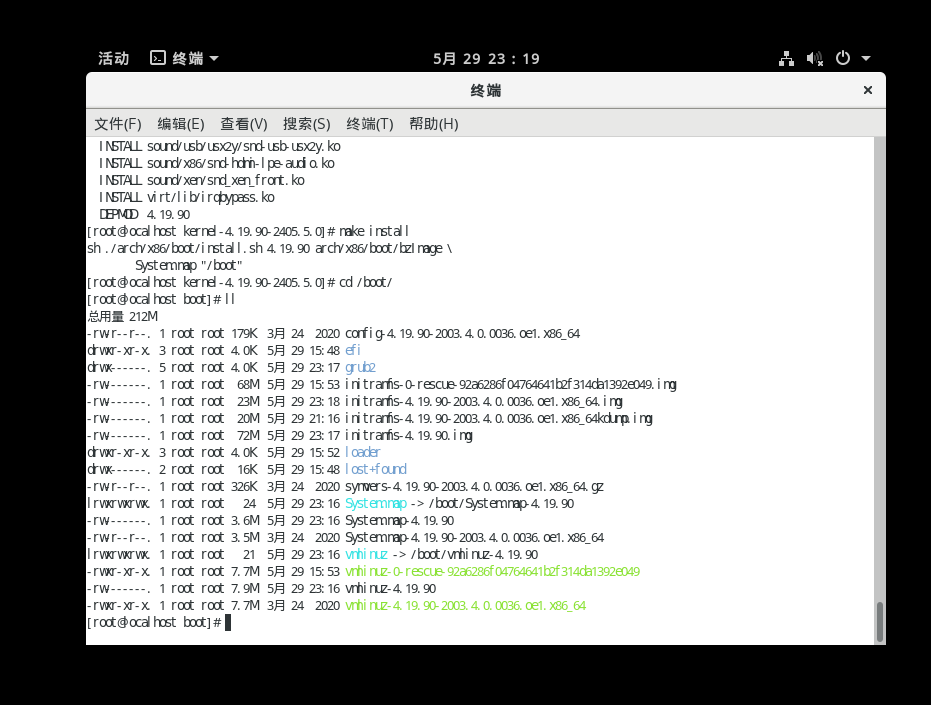 活动 终端 5月 29 23：19
终端
文件(F) 编辑(E) 查看(V) 搜索(S) 终端(T) 帮助(H)
INSTALL sound/usb/usx2y/snd-usb-usx2y.ko
INSTALL sound/x86/snd-hdmi-lpe-audio.ko
INSTALL sound/xen/snd_xen_front.ko
INSTALL virt/lib/irqbypass.ko
DEPMOD 4.19.90
[root@localhost kernel-4.19.90-2405.5.0]# make install
sh ./arch/x86/boot/install.sh 4.19.90 arch/x86/boot/bzImage \
System.map "/boot"
[root@localhost kernel-4.19.90-2405.5.0]# cd /boot/
[root@localhost boot]# ll
总用量 212M
-rw-r--r--. 1 root root 179K 3月 24 2020 config-4.19.90-2003.4.0.0036.oe1.x86_64
drwxr-xr-x. 3 root root 4.0K 5月 29 15:48 efi
drwx------. 5 root root 4.0K 5月 29 23:17 grub2
-rw-------. 1 root root 68M 5月 29 15:53 initramfs-0-rescue-92a6286f04764641b2f314da1392e049.img
-rw-------. 1 root root 23M 5月 29 23:18 initramfs-4.19.90-2003.4.0.0036.oe1.x86_64.img
-rw-------. 1 root root 20M 5月 29 21:16 initramfs-4.19.90-2003.4.0.0036.oe1.x86_64kdump.img
-rw-------. 1 root root 72M 5月 29 23:17 initramfs-4.19.90.img
drwxr-xr-x. 3 root root 4.0K 5月 29 15:52 loader
drwx------. 2 root root 16K 5月 29 15:48 lost+found
-rw-r--r--. 1 root root 326K 3月 24 2020 symvers-4.19.90-2003.4.0.0036.oe1.x86_64.gz
lrwxrwxrwx. 1 root root 24 5月 29 23:16 System.map -> /boot/System.map-4.19.90
-rw-------. 1 root root 3.6M 5月 29 23:16 System.map-4.19.90
-rw-r--r--. 1 root root 3.5M 3月 24 2020 System.map-4.19.90-2003.4.0.0036.oe1.x86_64
lrwxrwxrwx. 1 root root 21 5月 29 23:16 vmlinuz -> /boot/vmlinuz-4.19.90
-rwxr-xr-x. 1 root root 7.7M 5月 29 15:53 vmlinuz-0-rescue-92a6286f04764641b2f314da1392e049
-rw-------. 1 root root 7.9M 5月 29 23:16 vmlinuz-4.19.90
-rwxr-xr-x. 1 root root 7.7M 3月 24 2020 vmlinuz-4.19.90-2003.4.0.0036.oe1.x86_64
[root@localhost boot]#